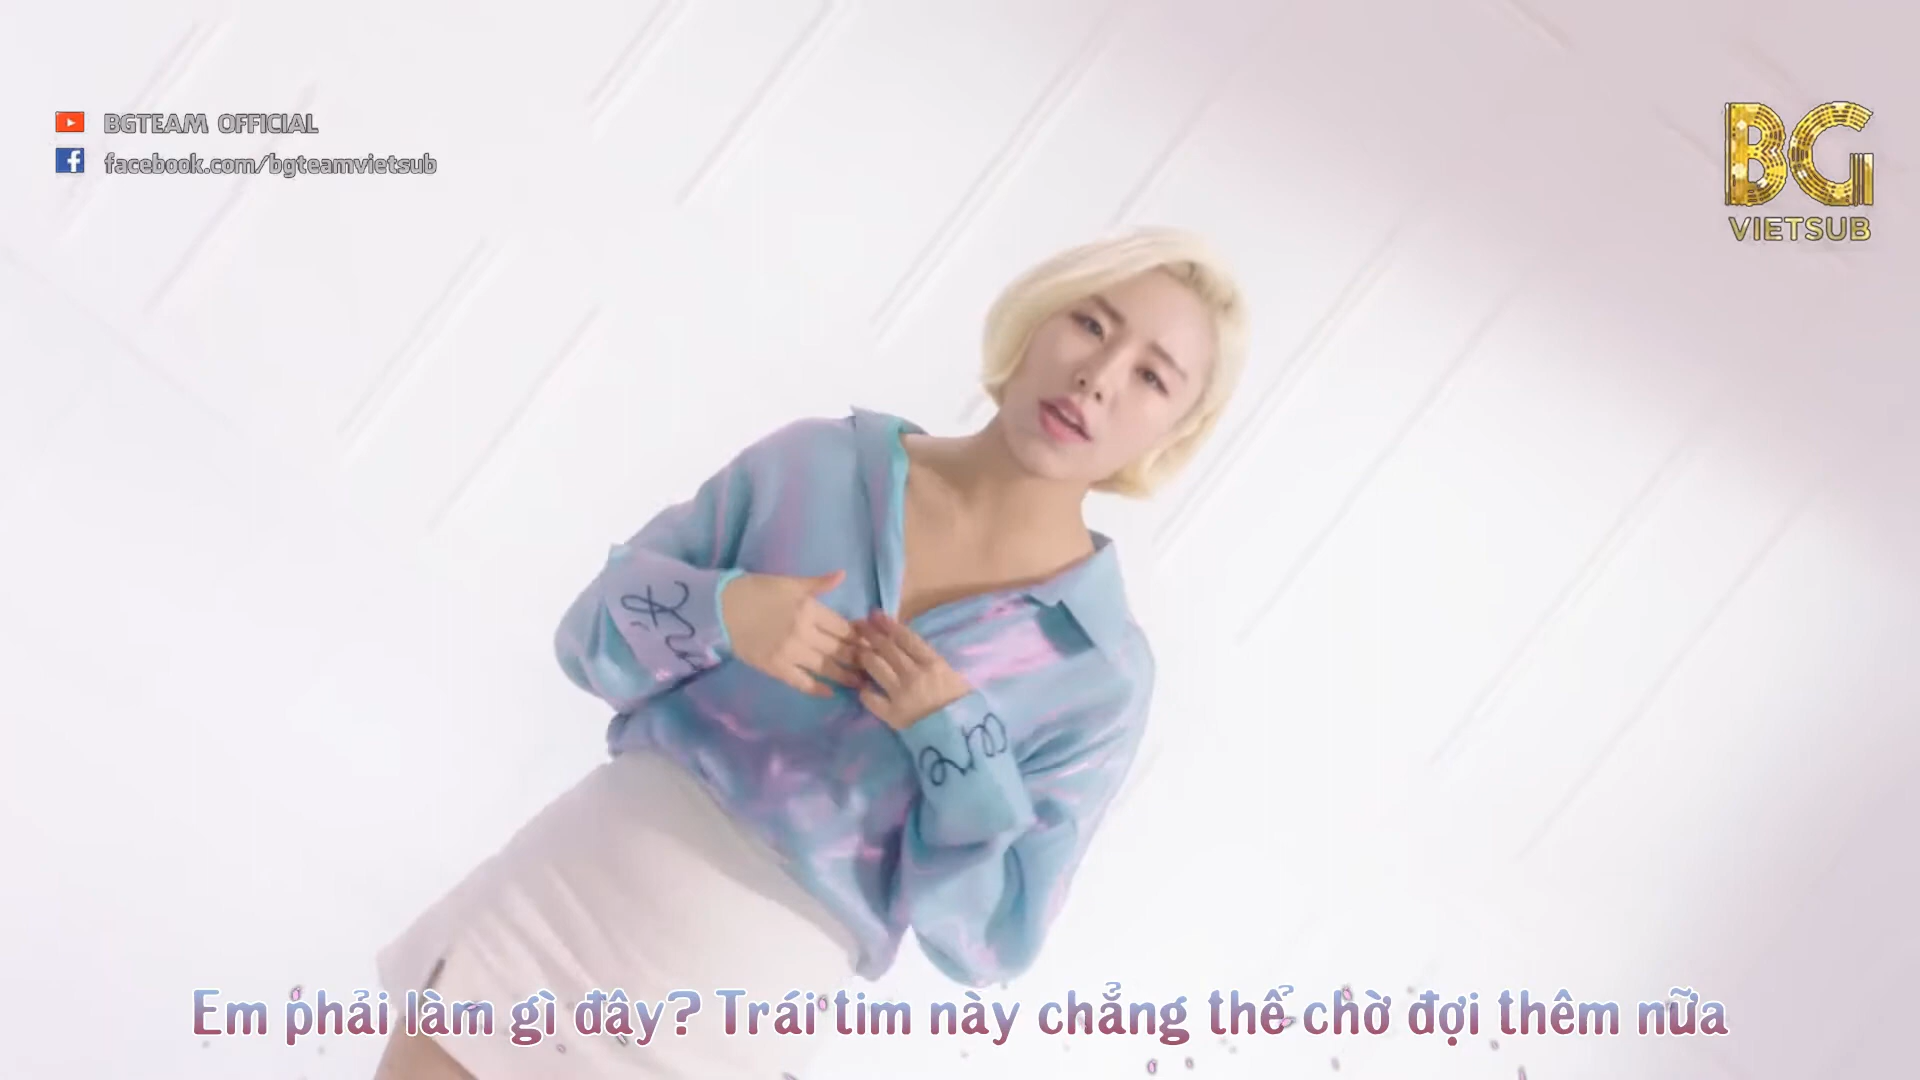 BGTEAM OFFICIAL
facebook.com/bgteamvietsub
BG
VIETSUB
Em phải làm gì đây? Trái tim này chẳng thể chờ đợi thêm nữa